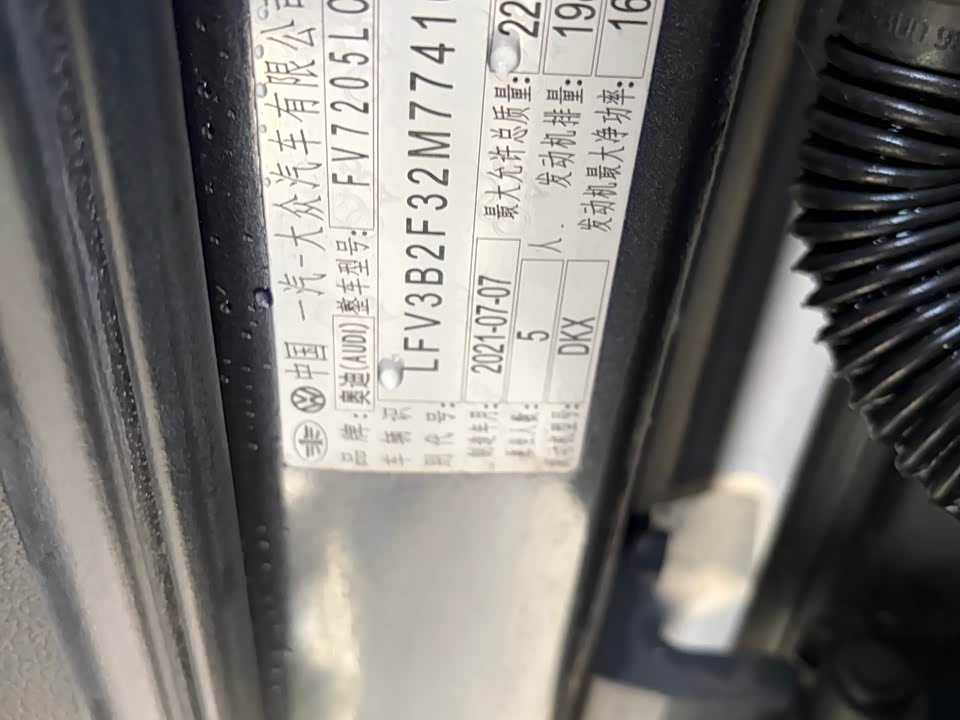 中国 一汽-大众汽车有限公司
品牌: 奥迪(AUDI) 整车型号: FV7205LC
车辆识 LFV3B2F32M7741
别代号:
制造年月: 2021-07-07 最大允许总质量: 22
乘坐人数: 5 人. 发动机排量: 19
发动机型号: DKX 发动机最大净功率: 16